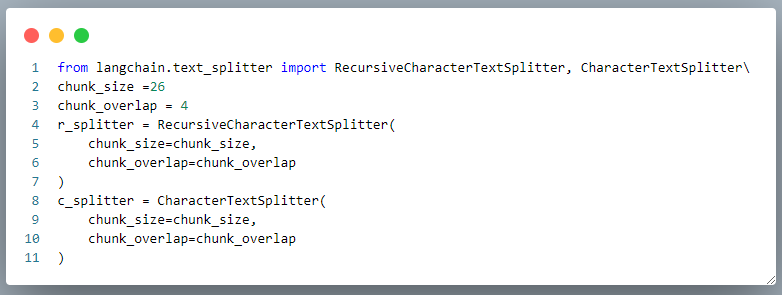 1 from langchain.text_splitter import RecursiveCharacterTextSplitter, CharacterTextSplitter\
2 chunk_size =26
3 chunk_overlap = 4
4 r_splitter = RecursiveCharacterTextSplitter(
5     chunk_size=chunk_size,
6     chunk_overlap=chunk_overlap
7 )
8 c_splitter = CharacterTextSplitter(
9     chunk_size=chunk_size,
10     chunk_overlap=chunk_overlap
11 )